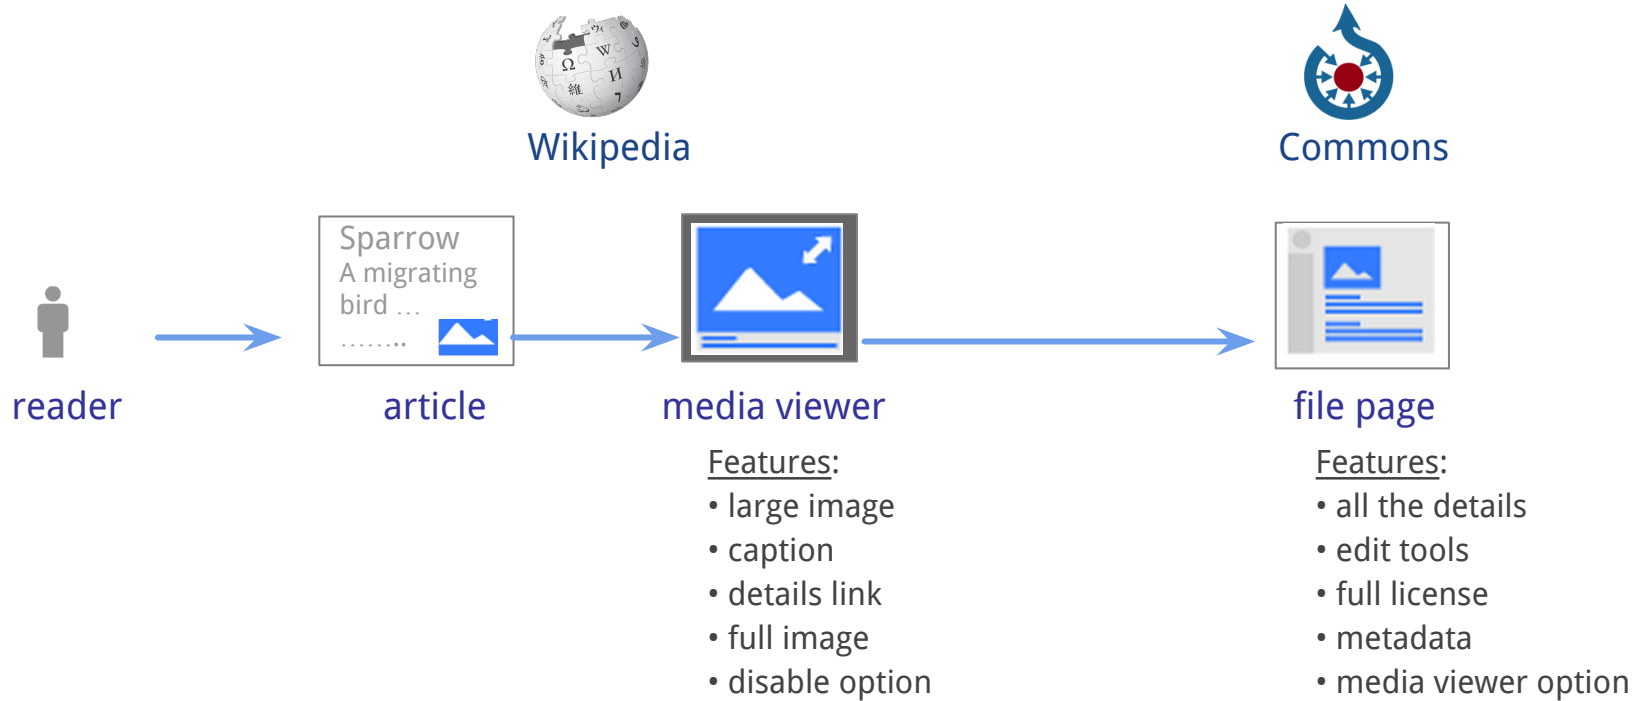 Wikipedia
Commons
Sparrow
A migrating
bird ...
........
reader
article
media viewer
file page
Features:
• large image
• caption
• details link
• full image
• disable option
Features:
• all the details
• edit tools
• full license
• metadata
• media viewer option
Ω
W
И
維